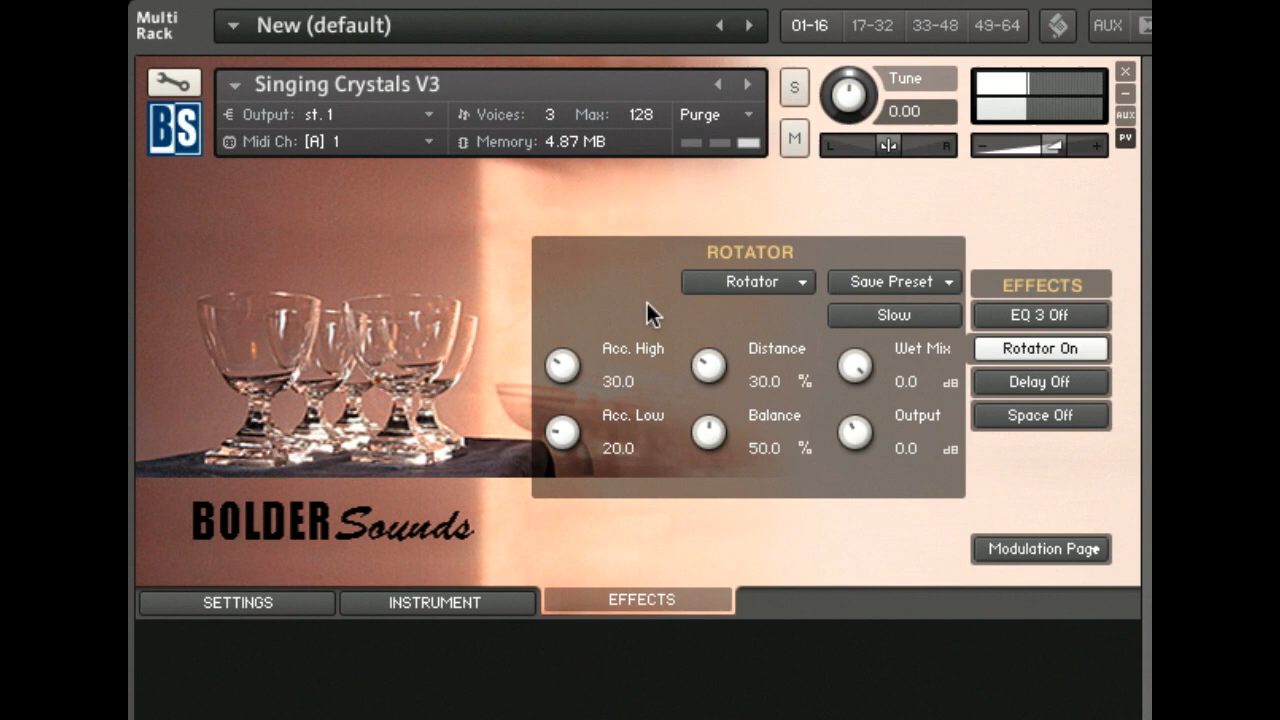 Multi
Rack
New (default)
01-16 17-32 33-48 49-64
AUX
Singing Crystals V3
Output: st. 1
Voices: 3 Max: 128
Purge
Midi Ch: [A] 1
Memory: 4.87 MB
S
M
Tune
0.00
L R
- +
x
-
AUX
PV
BS
ROTATOR
Rotator
Save Preset
Slow
Acc. High
30.0
Distance
30.0 %
Wet Mix
0.0 dB
Acc. Low
20.0
Balance
50.0 %
Output
0.0 dB
EFFECTS
EQ 3 Off
Rotator On
Delay Off
Space Off
BOLDER Sounds
Modulation Page
SETTINGS
INSTRUMENT
EFFECTS